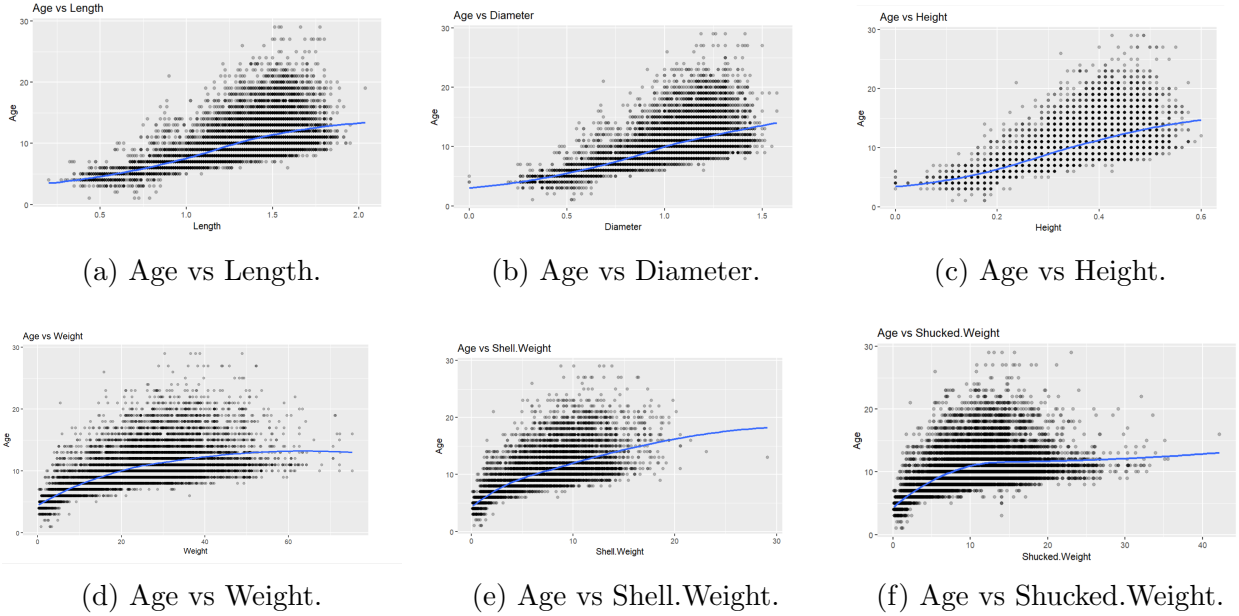 Age vs Length
30
20
10
0
Age
0.5 1.0 1.5 2.0
Length
(a) Age vs Length.
Age vs Diameter
30
20
10
0
Age
0.0 0.5 1.0 1.5
Diameter
(b) Age vs Diameter.
Age vs Height
30
20
10
0
Age
0.0 0.2 0.4 0.6
Height
(c) Age vs Height.
Age vs Weight
30
20
10
0
Age
0 20 40 60
Weight
(d) Age vs Weight.
Age vs Shell.Weight
30
20
10
0
Age
0 10 20 30
Shell.Weight
(e) Age vs Shell.Weight.
Age vs Shucked.Weight
30
20
10
0
Age
0 10 20 30 40
Shucked.Weight
(f) Age vs Shucked.Weight.